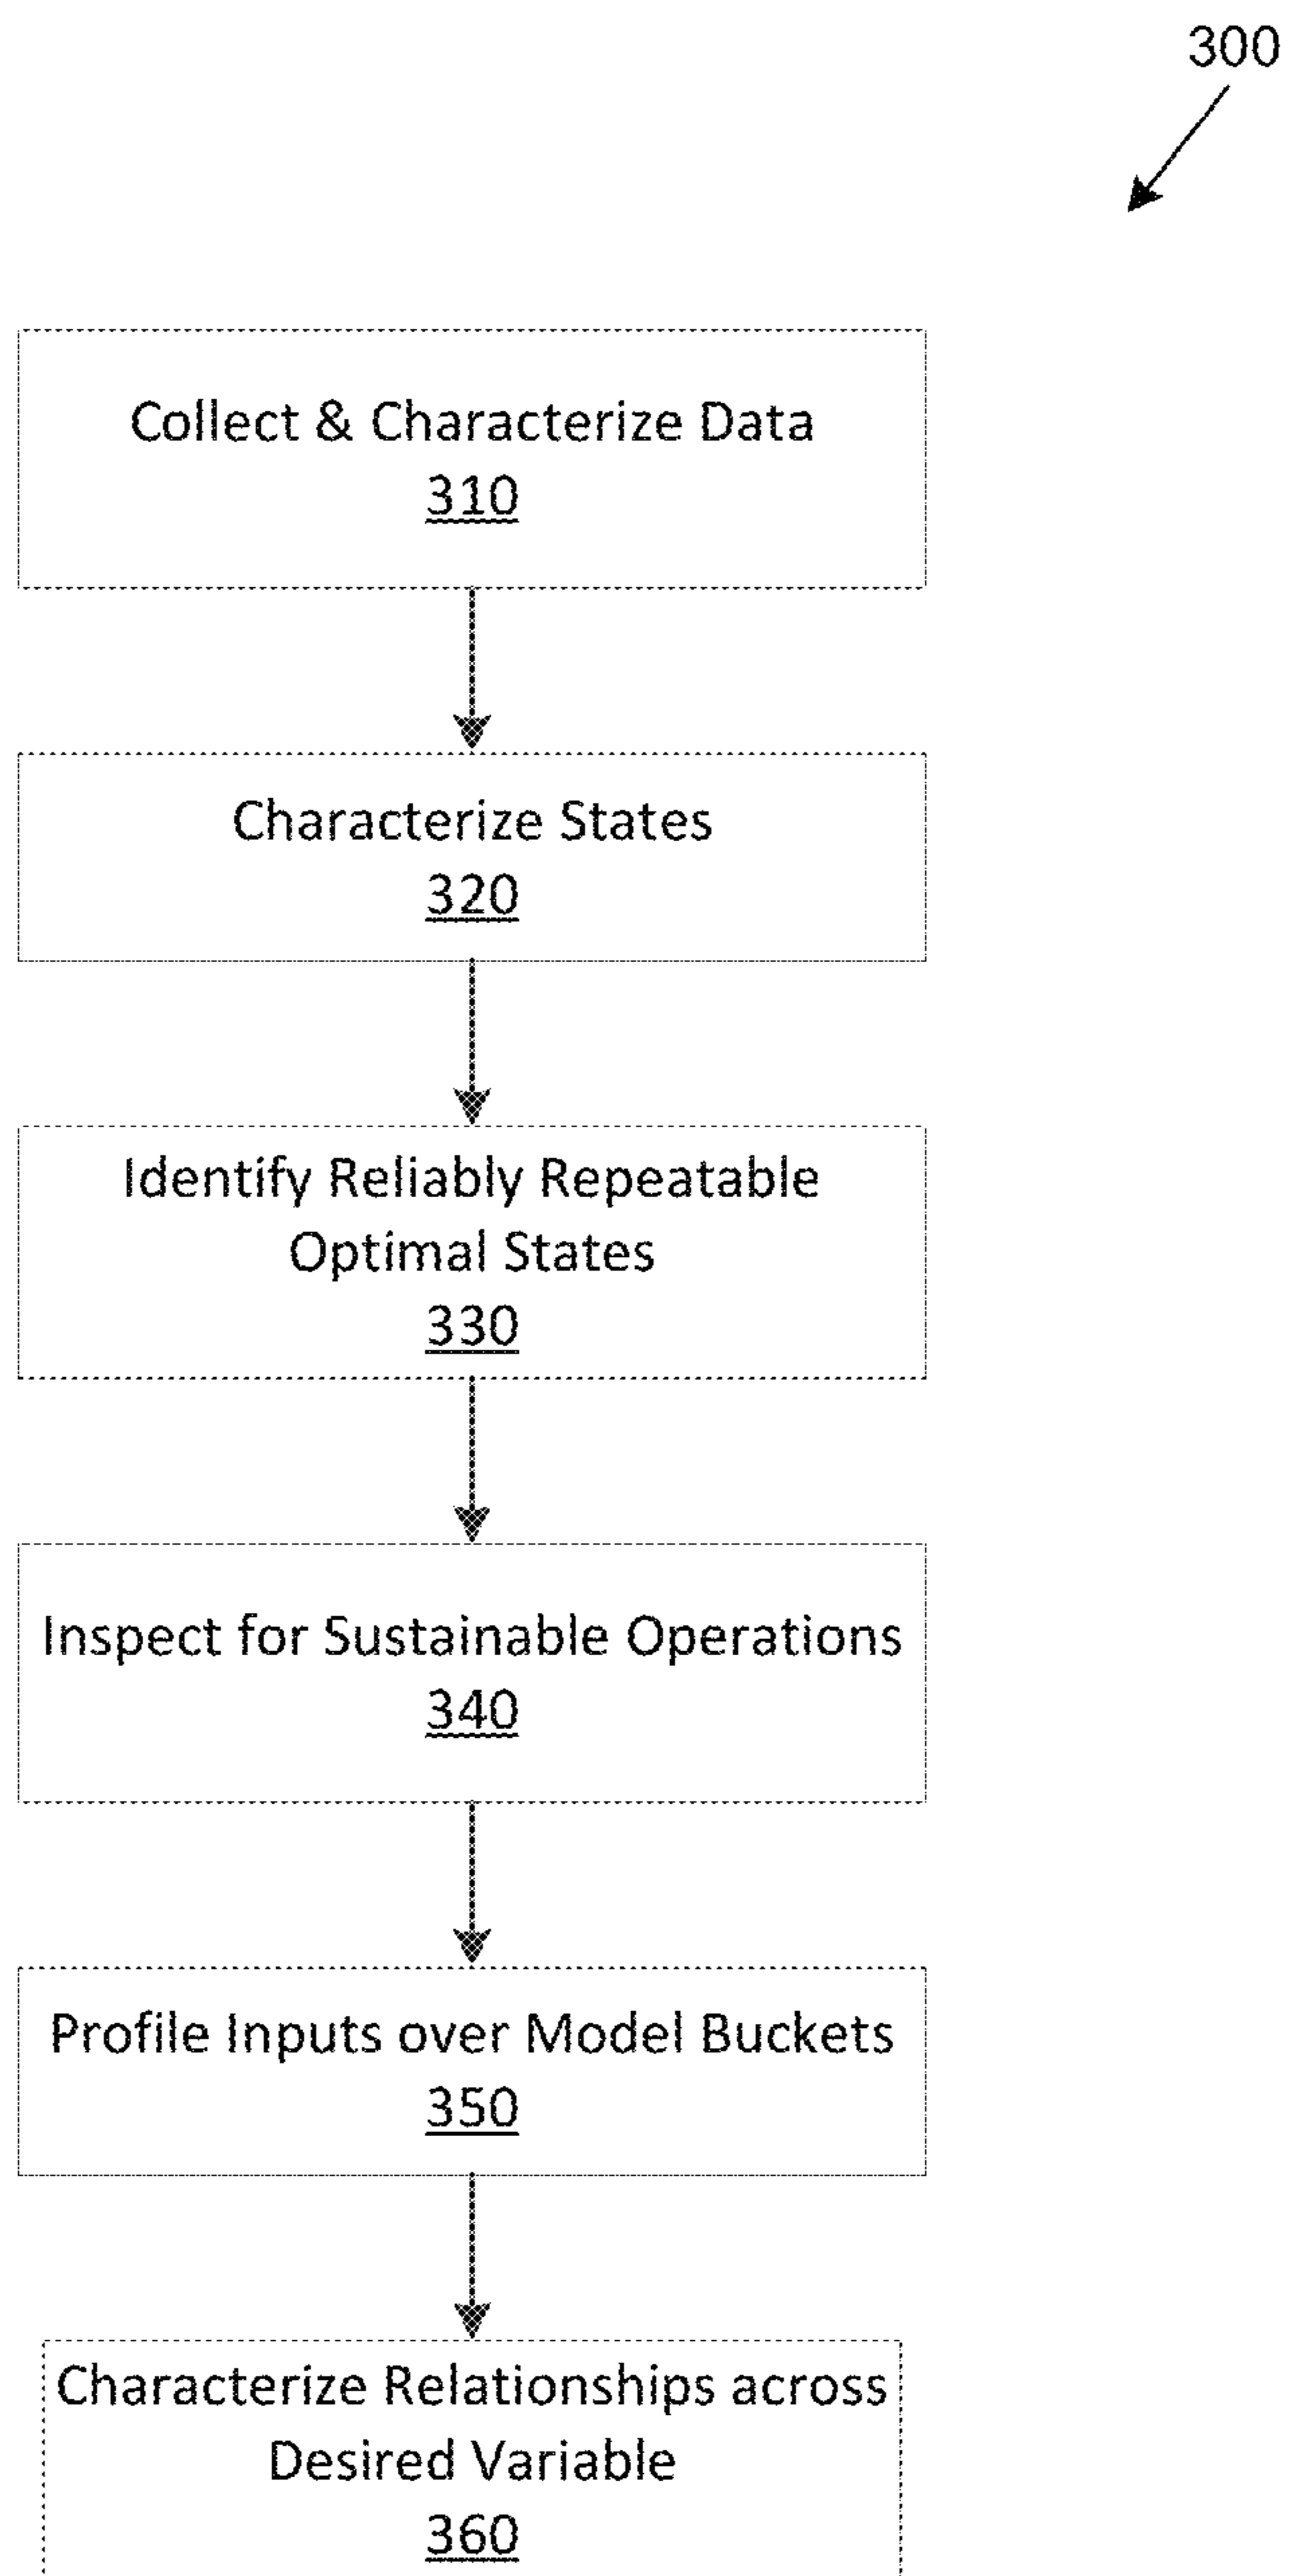 300
Collect & Characterize Data
310
Characterize States
320
Identify Reliably Repeatable
Optimal States
330
Inspect for Sustainable Operations
340
Profile Inputs over Model Buckets
350
Characterize Relationships across
Desired Variable
360